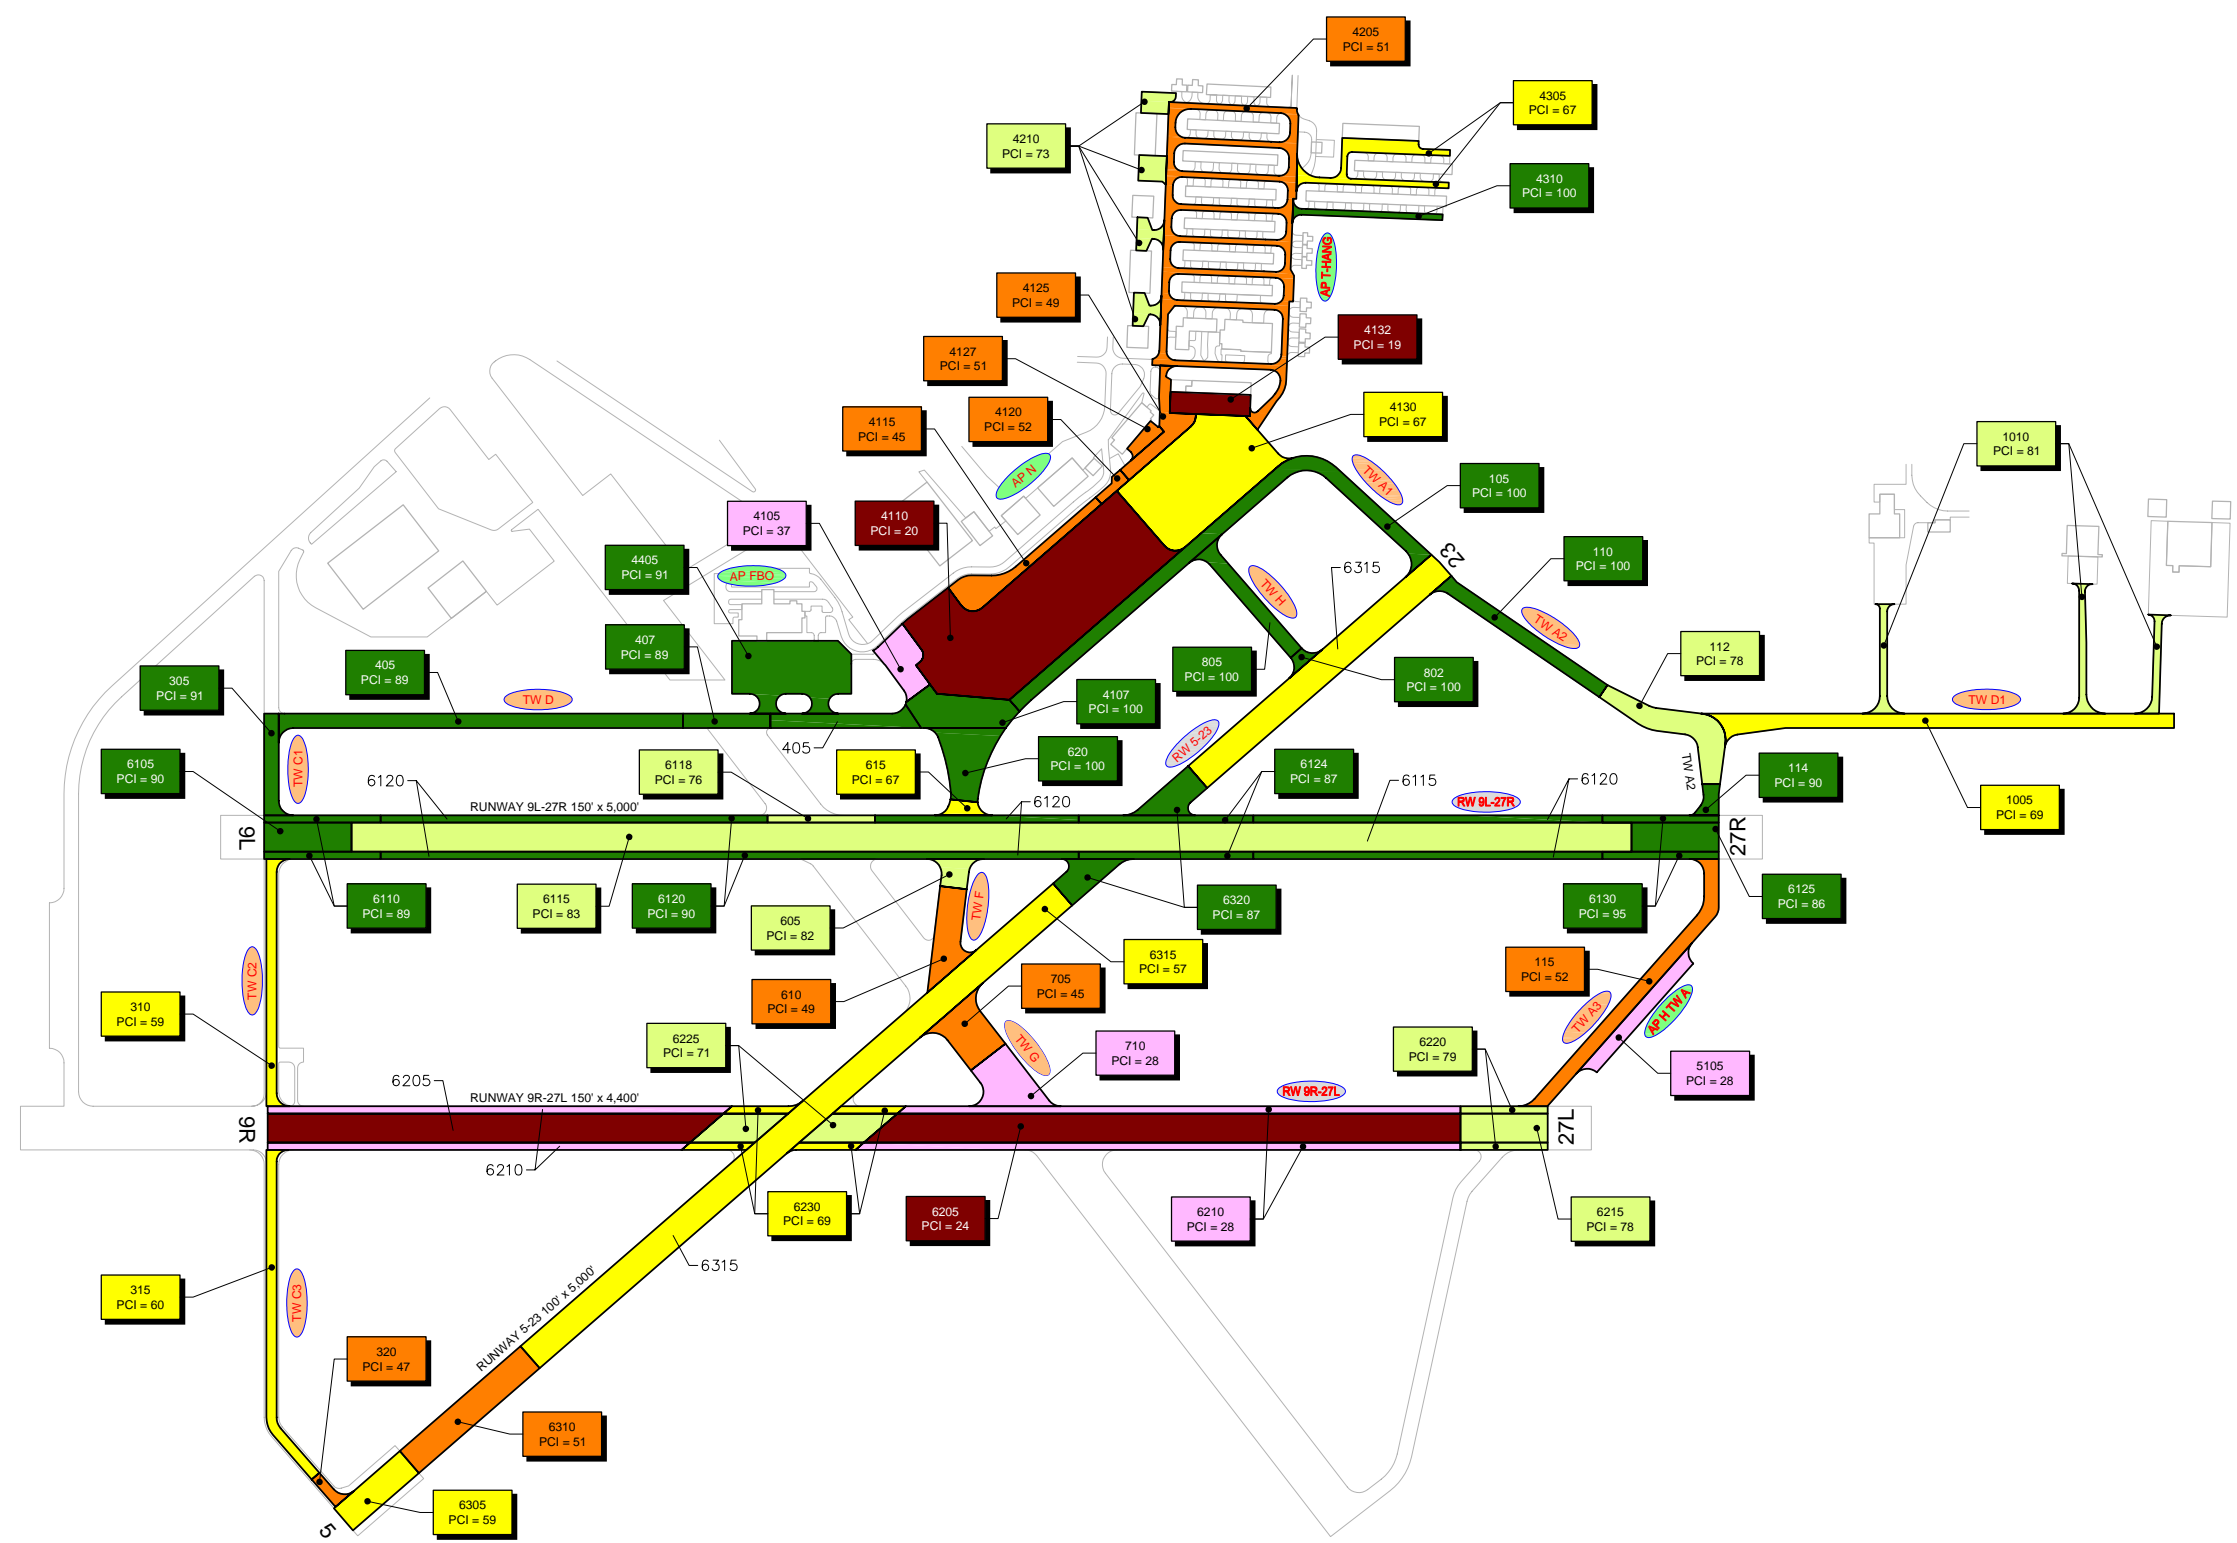 4205
PCI = 51
4305
PCI = 67
4210
PCI = 73
4310
PCI = 100
AP T-HANG
4125
PCI = 49
4132
PCI = 19
4127
PCI = 51
4130
PCI = 67
4120
PCI = 52
4115
PCI = 45
1010
PCI = 81
AP N
TW A1
105
PCI = 100
4105
PCI = 37
4110
PCI = 20
23
110
PCI = 100
4405
PCI = 91
AP FBO
6315
TW H
TW A2
407
PCI = 89
112
PCI = 78
405
PCI = 89
305
PCI = 91
805
PCI = 100
802
PCI = 100
TW D
4107
PCI = 100
TW D1
405
RW 5-23
620
PCI = 100
TW C1
6105
PCI = 90
6118
PCI = 76
615
PCI = 67
6124
PCI = 87
TW A2
114
PCI = 90
6120
6115
6120
6120
RUNWAY 9L-27R 150' x 5,000'
RW 9L-27R
1005
PCI = 69
9L
27R
6110
PCI = 89
6115
PCI = 83
6120
PCI = 90
TW F
6320
PCI = 87
6130
PCI = 95
6125
PCI = 86
605
PCI = 82
6315
PCI = 57
115
PCI = 52
TW C2
610
PCI = 49
705
PCI = 45
310
PCI = 59
TW A3
AP H TW A
6225
PCI = 71
TW G
710
PCI = 28
6220
PCI = 79
5105
PCI = 28
6205
RUNWAY 9R-27L 150' x 4,400'
RW 9R-27L
9R
27L
6210
6230
PCI = 69
6205
PCI = 24
6210
PCI = 28
6215
PCI = 78
6315
315
PCI = 60
TW C3
RUNWAY 5-23 100' x 5,000'
320
PCI = 47
6310
PCI = 51
6305
PCI = 59
5